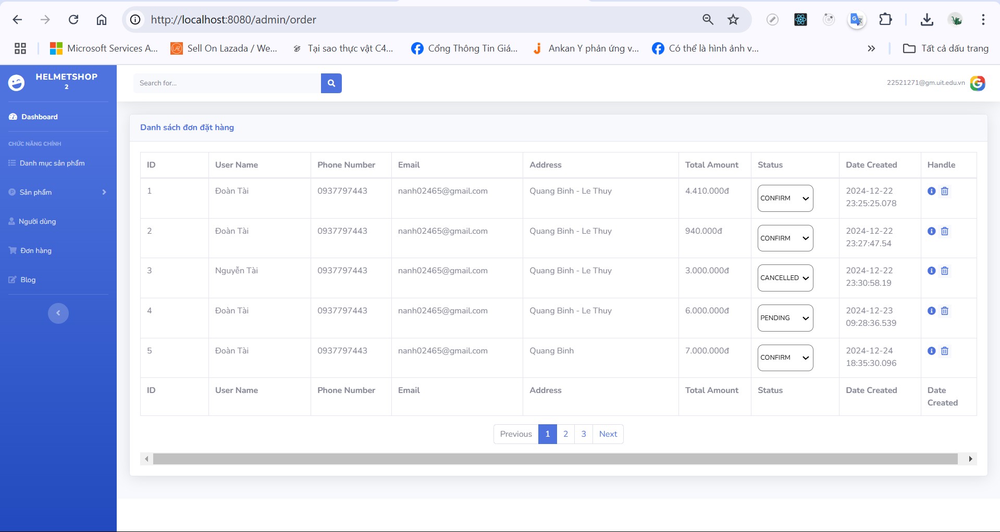 http://localhost:8080/admin/order
Microsoft Services A...
Sell On Lazada / We...
Tại sao thực vật C4...
Cổng Thông Tin Giá...
Ankan Y phản ứng v...
Có thể là hình ảnh v...
Tất cả dấu trang
HELMETSHOP
2
Search for...
22521271@gm.uit.edu.vn
Dashboard
CHỨC NĂNG CHÍNH
Danh mục sản phẩm
Sản phẩm
Người dùng
Đơn hàng
Blog
Danh sách đơn đặt hàng
ID User Name Phone Number Email Address Total Amount Status Date Created Handle
1 Đoàn Tài 0937797443 nanh02465@gmail.com Quang Binh - Le Thuy 4.410.000đ CONFIRM 2024-12-22
23:25:25.078
2 Đoàn Tài 0937797443 nanh02465@gmail.com Quang Binh - Le Thuy 940.000đ CONFIRM 2024-12-22
23:27:47.54
3 Nguyễn Tài 0937797443 nanh02465@gmail.com Quang Binh - Le Thuy 3.000.000đ CANCELLED 2024-12-22
23:30:58.19
4 Đoàn Tài 0937797443 nanh02465@gmail.com Quang Binh - Le Thuy 6.000.000đ PENDING 2024-12-23
09:28:36.539
5 Đoàn Tài 0937797443 nanh02465@gmail.com Quang Binh 7.000.000đ CONFIRM 2024-12-24
18:35:30.096
ID User Name Phone Number Email Address Total Amount Status Date Created Date
Created
Previous 1 2 3 Next